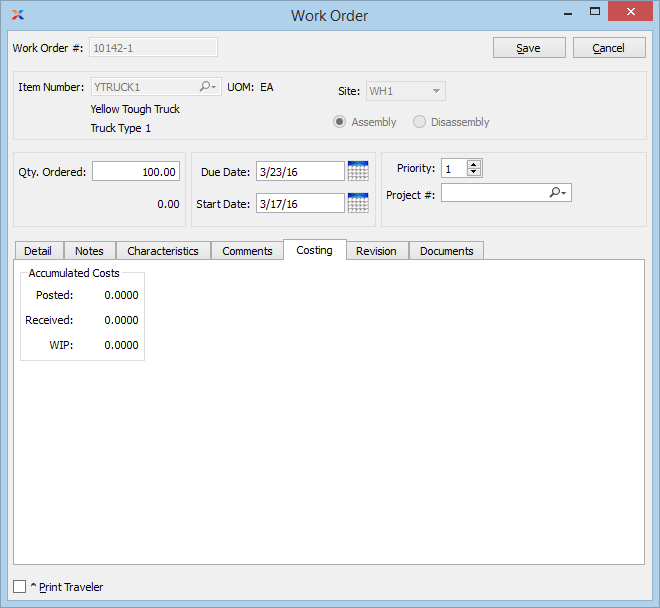 Work Order
Work Order #: 10142-1 Save Cancel
Item Number: YTRUCK1 UOM: EA Site: WH1
Yellow Tough Truck
Truck Type 1 Assembly Disassembly
Qty. Ordered: 100.00 Due Date: 3/23/16 Priority: 1
0.00 Start Date: 3/17/16 Project #:
Detail Notes Characteristics Comments Costing Revision Documents
Accumulated Costs
Posted: 0.0000
Received: 0.0000
WIP: 0.0000
^ Print Traveler